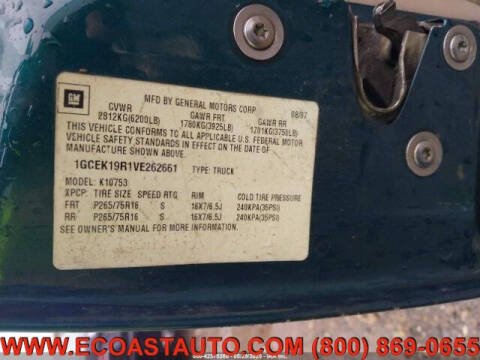 GM
MFD BY GENERAL MOTORS CORP 08/97
GVWR GAWR FRT GAWR RR
2812KG(6200LB) 1780KG(3925LB) 1701KG(3750LB)
THIS VEHICLE CONFORMS TO ALL APPLICABLE U.S. FEDERAL MOTOR
VEHICLE SAFETY STANDARDS IN EFFECT ON THE DATE OF
MANUFACTURE SHOWN ABOVE.
1GCEK19R1VE262661 TYPE: TRUCK
MODEL: K10753
XPCP: TIRE SIZE SPEED RTG RIM COLD TIRE PRESSURE
FRT P265/75R16 S 16X7/6.5J 240KPA(35PSI)
RR P265/75R16 S 16X7/6.5J 240KPA(35PSI)
SEE OWNER'S MANUAL FOR MORE INFORMATION.
WWW.ECOASTAUTO.COM (800) 869-0655